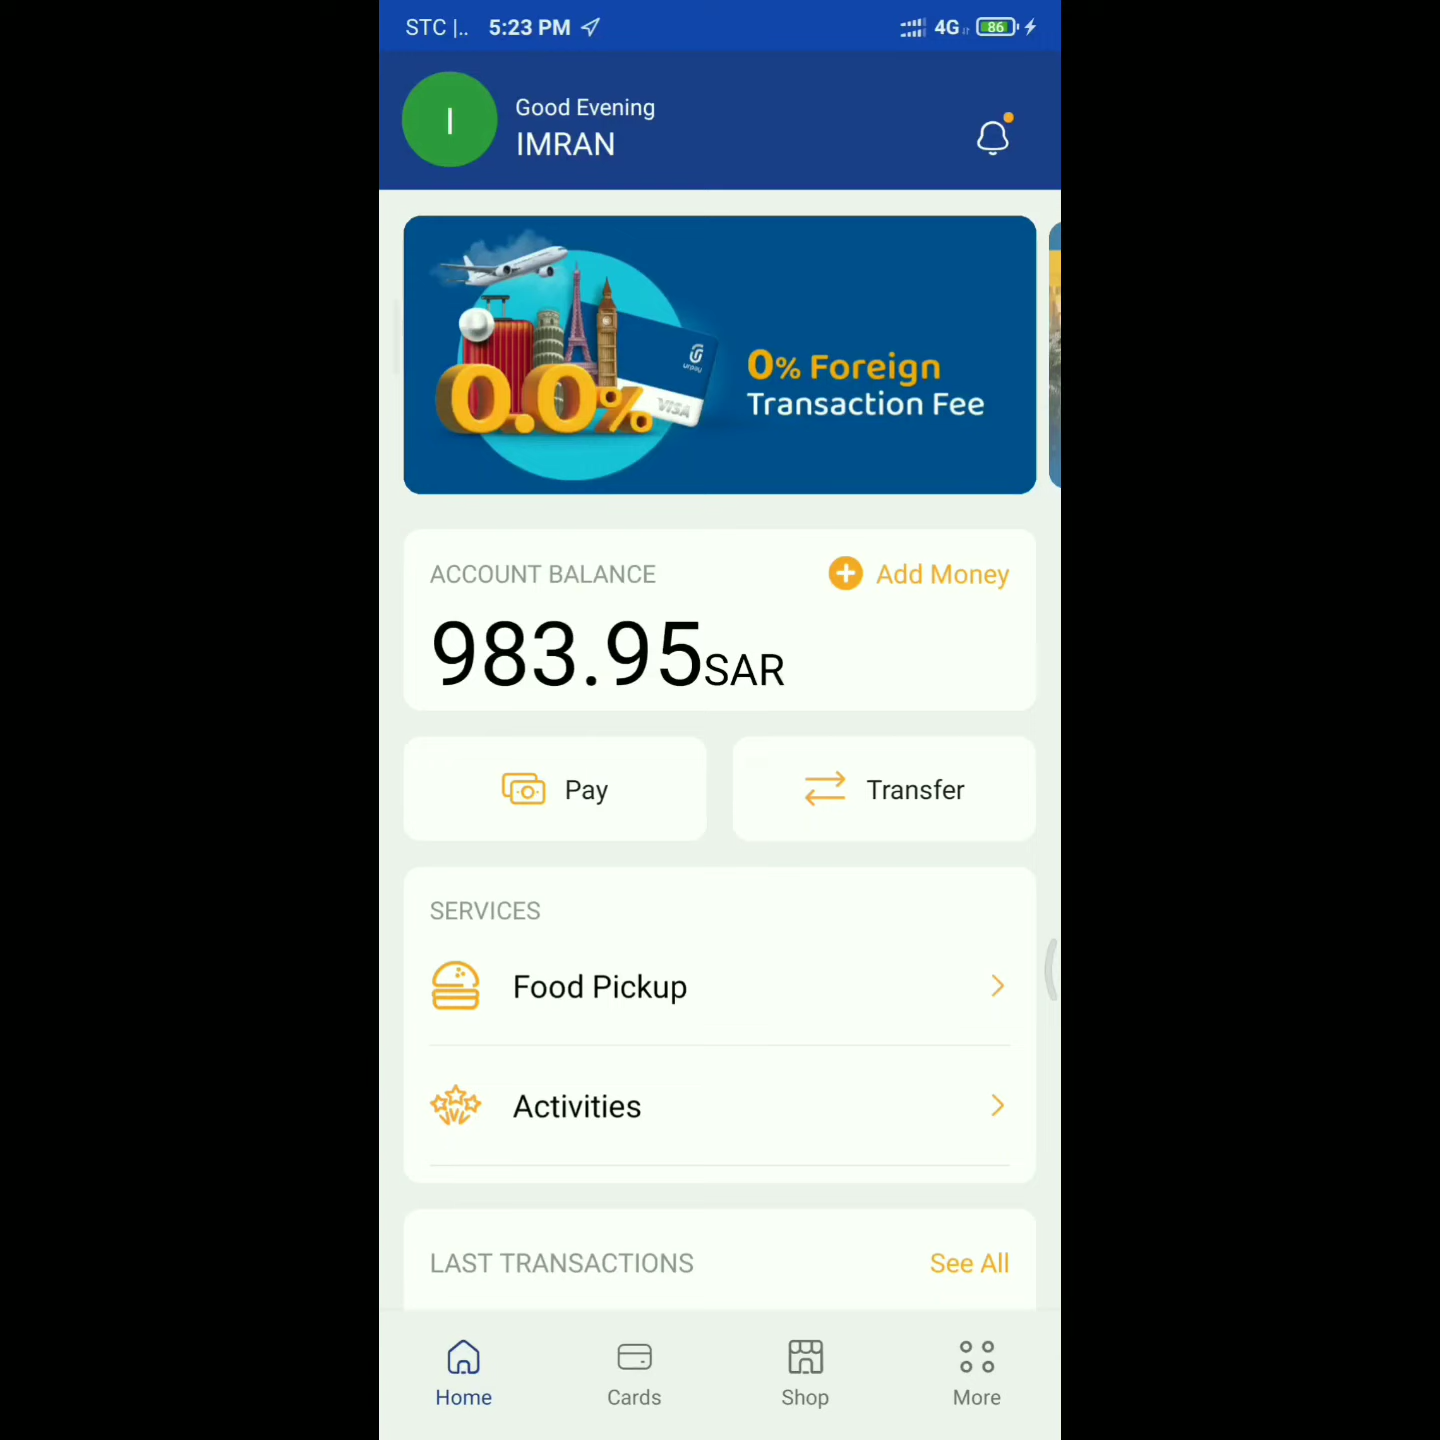 STC |..
5:23 PM
4G
86
I
Good Evening
IMRAN
urpay
VISA
0.0%
0% Foreign
Transaction Fee
ACCOUNT BALANCE
Add Money
983.95SAR
Pay
Transfer
SERVICES
Food Pickup
Activities
LAST TRANSACTIONS
See All
Home
Cards
Shop
More